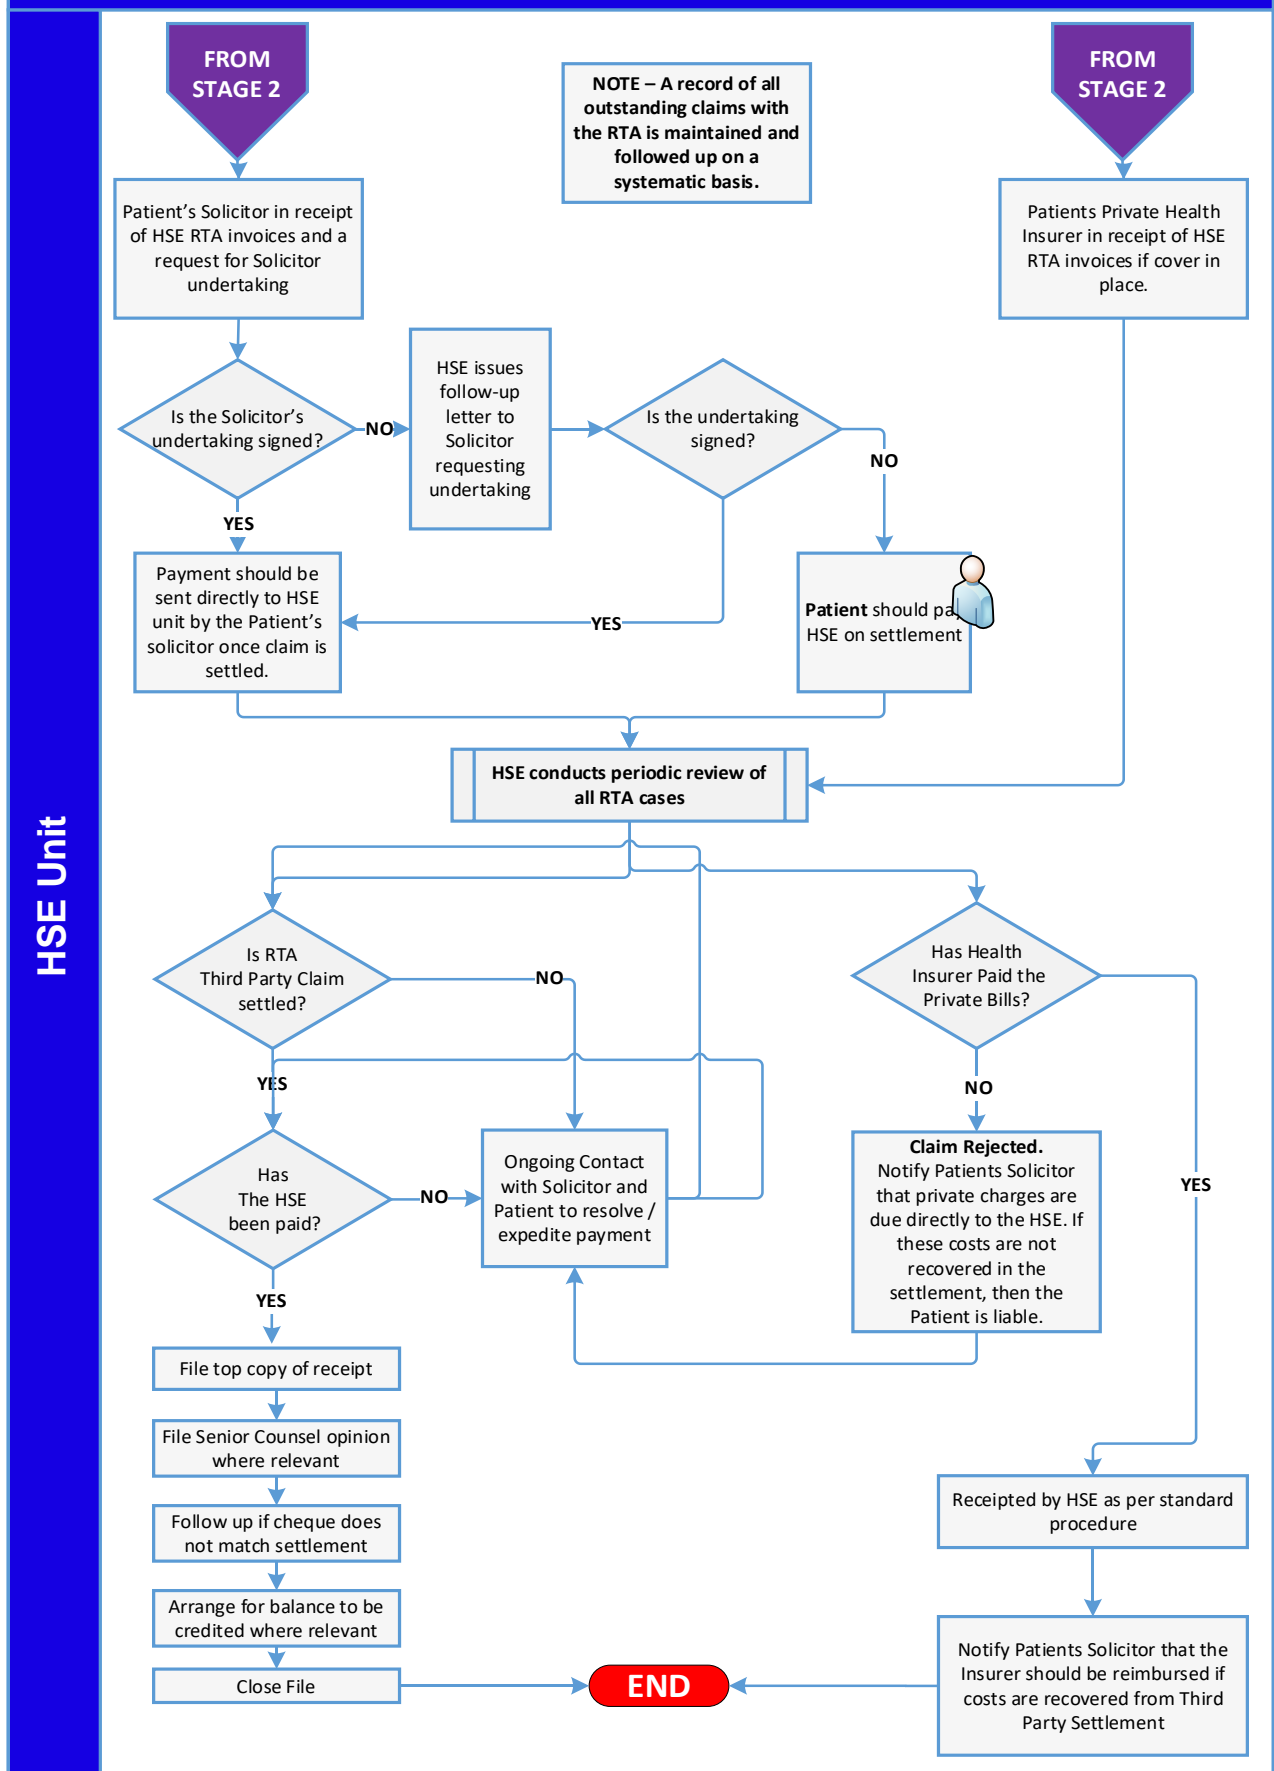 FROM
STAGE 2
NOTE – A record of all
outstanding claims with
the RTA is maintained and
followed up on a
systematic basis.
FROM
STAGE 2
Patient’s Solicitor in receipt
of HSE RTA invoices and a
request for Solicitor
undertaking
Patients Private Health
Insurer in receipt of HSE
RTA invoices if cover in
place.
Is the Solicitor’s
undertaking signed?
NO
HSE issues
follow-up
letter to
Solicitor
requesting
undertaking
Is the undertaking
signed?
NO
YES
Payment should be
sent directly to HSE
unit by the Patient’s
solicitor once claim is
settled.
YES
Patient should pa
HSE on settlement
HSE conducts periodic review of
all RTA cases
HSE Unit
Is RTA
Third Party Claim
settled?
NO
Has Health
Insurer Paid the
Private Bills?
YES
NO
Has
The HSE
been paid?
NO
Ongoing Contact
with Solicitor and
Patient to resolve /
expedite payment
Claim Rejected.
Notify Patients Solicitor
that private charges are
due directly to the HSE. If
these costs are not
recovered in the
settlement, then the
Patient is liable.
YES
YES
File top copy of receipt
File Senior Counsel opinion
where relevant
Follow up if cheque does
not match settlement
Arrange for balance to be
credited where relevant
Close File
END
Receipted by HSE as per standard
procedure
Notify Patients Solicitor that the
Insurer should be reimbursed if
costs are recovered from Third
Party Settlement